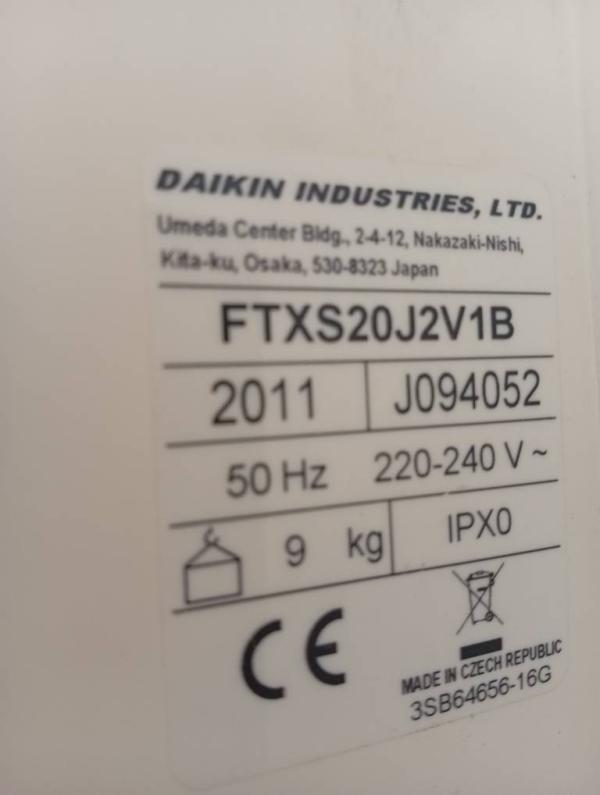 DAIKIN INDUSTRIES, LTD.
Umeda Center Bldg., 2-4-12, Nakazaki-Nishi,
Kita-ku, Osaka, 530-8323 Japan
FTXS20J2V1B
2011 J094052
50 Hz 220-240 V ~
9 kg IPX0
CE
MADE IN CZECH REPUBLIC
3SB64656-16G